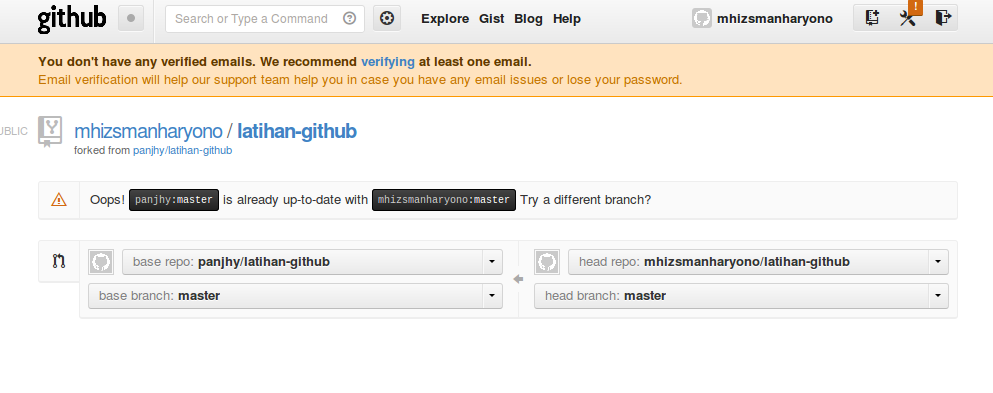 github Search or Type a Command Explore Gist Blog Help mhizsmanharyono
You don't have any verified emails. We recommend verifying at least one email.
Email verification will help our support team help you in case you have any email issues or lose your password.
UBLIC mhizsmanharyono / latihan-github
forked from panjhy/latihan-github
Oops! panjhy:master is already up-to-date with mhizsmanharyono:master Try a different branch?
base repo: panjhy/latihan-github head repo: mhizsmanharyono/latihan-github
base branch: master head branch: master